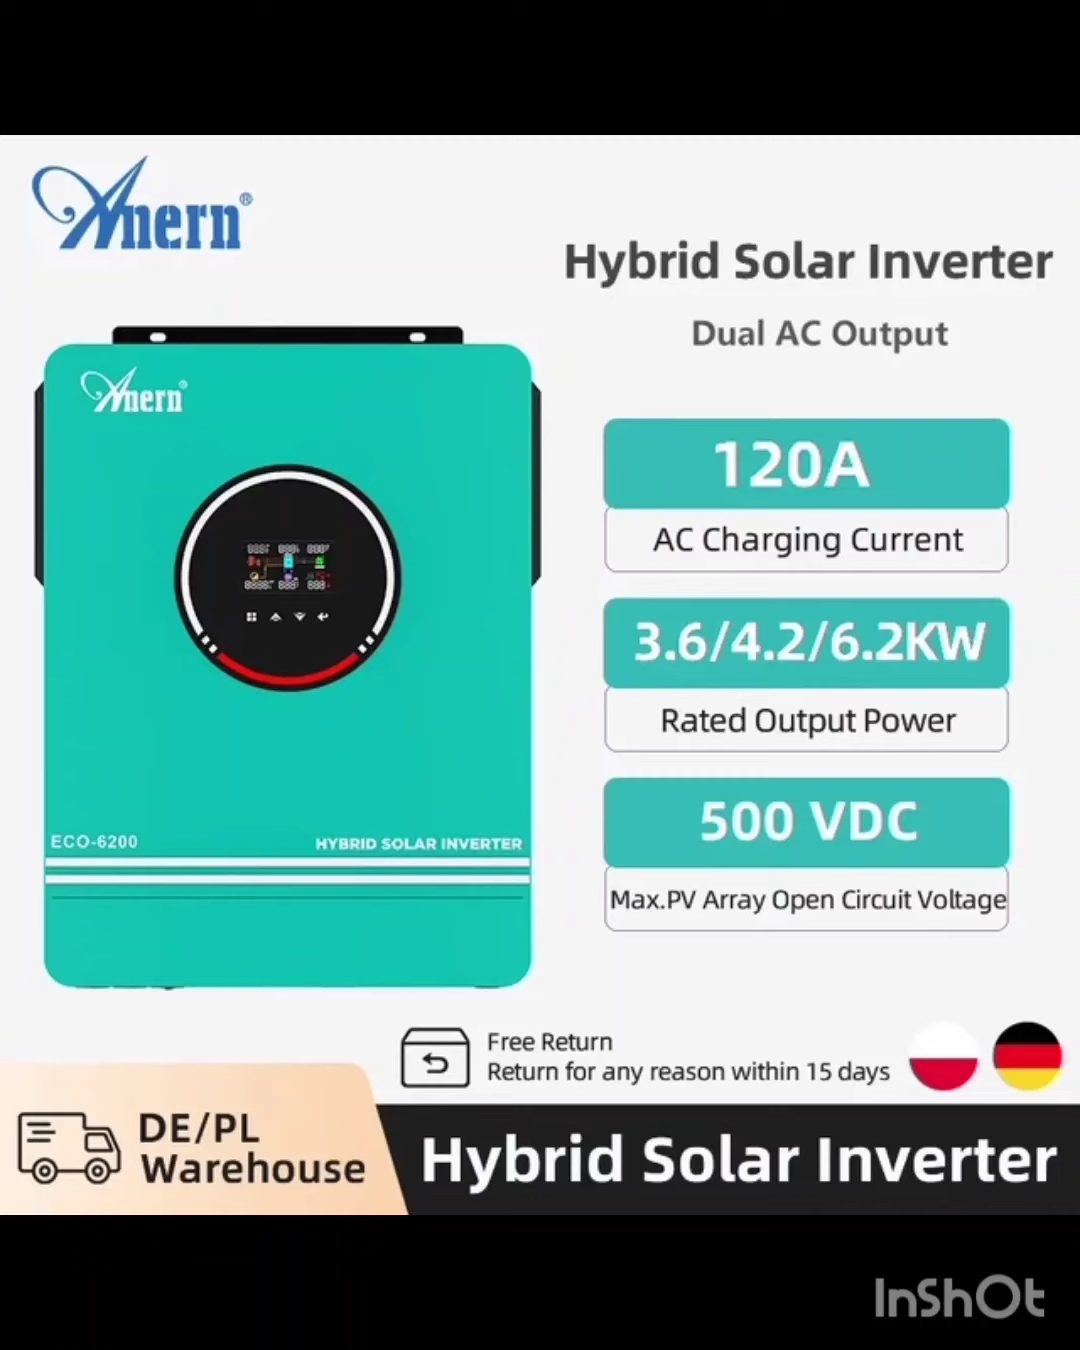 Anern®
Hybrid Solar Inverter
Dual AC Output
Anern®
120A
AC Charging Current
3.6/4.2/6.2KW
Rated Output Power
500 VDC
Max.PV Array Open Circuit Voltage
ECO-6200
HYBRID SOLAR INVERTER
Free Return
Return for any reason within 15 days
DE/PL
Warehouse
Hybrid Solar Inverter
InShOt